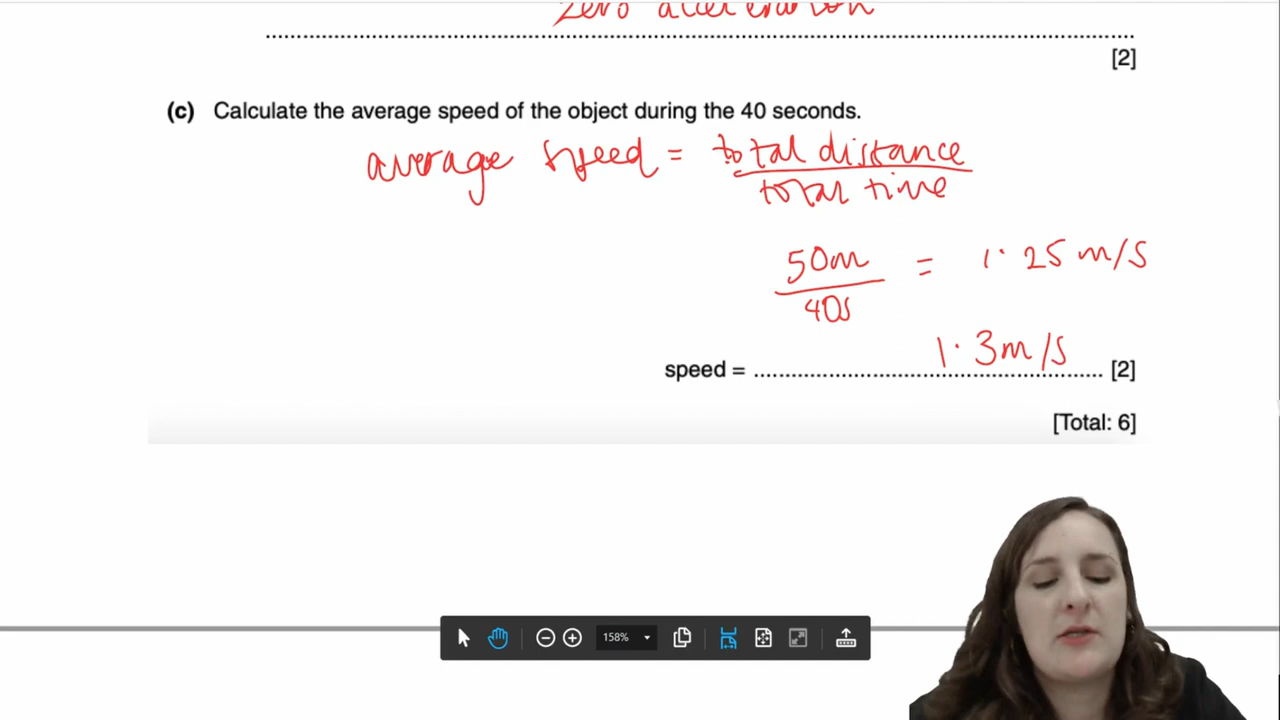 zero acceleration
[2]
(c) Calculate the average speed of the object during the 40 seconds.
average speed = total distance
total time
50m = 1.25 m/s
40s
1.3m/s
speed = [2]
[Total: 6]
158%